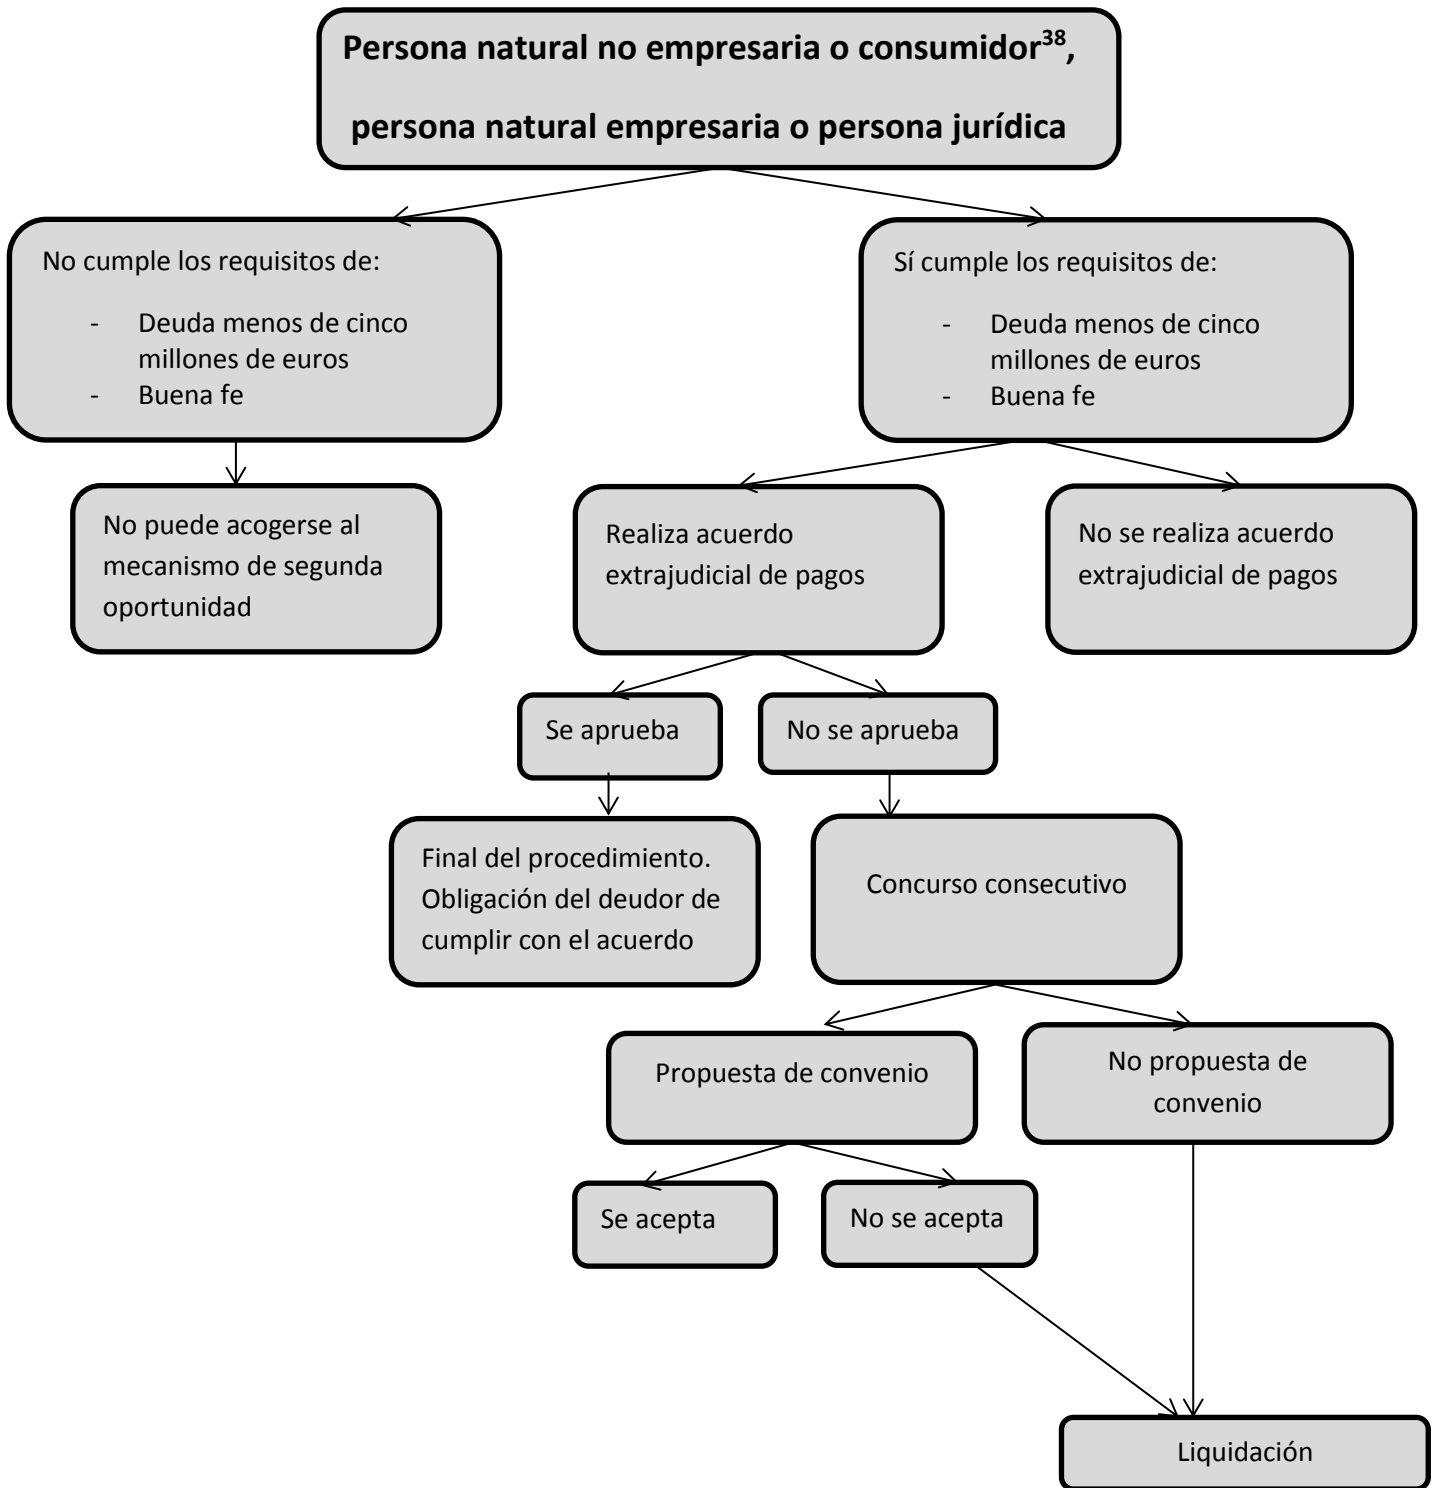 Persona natural no empresaria o consumidor38,
persona natural empresaria o persona jurídica
No cumple los requisitos de:
- Deuda menos de cinco
millones de euros
- Buena fe
Sí cumple los requisitos de:
- Deuda menos de cinco
millones de euros
- Buena fe
No puede acogerse al
mecanismo de segunda
oportunidad
Realiza acuerdo
extrajudicial de pagos
No se realiza acuerdo
extrajudicial de pagos
Se aprueba
No se aprueba
Final del procedimiento.
Obligación del deudor de
cumplir con el acuerdo
Concurso consecutivo
Propuesta de convenio
No propuesta de
convenio
Se acepta
No se acepta
Liquidación